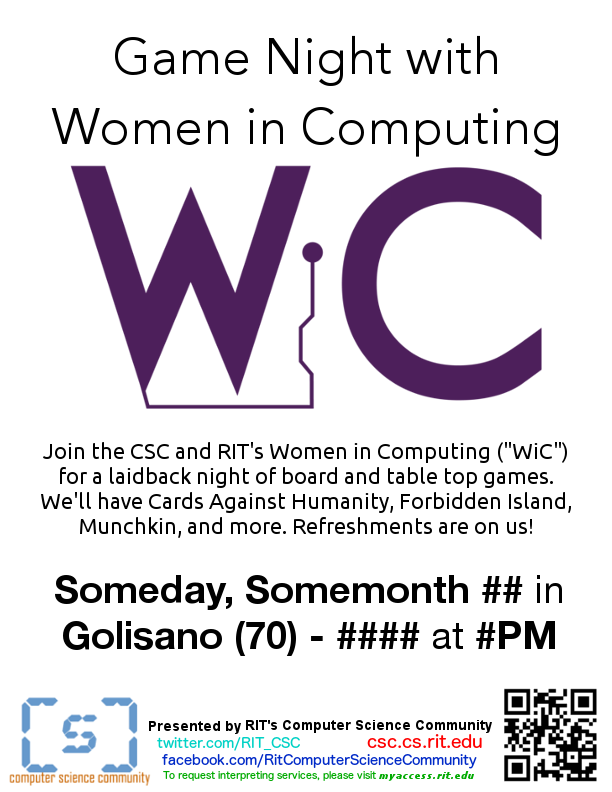 Game Night with
Women in Computing
WiC
Join the CSC and RIT's Women in Computing ("WiC")
for a laidback night of board and table top games.
We'll have Cards Against Humanity, Forbidden Island,
Munchkin, and more. Refreshments are on us!
Someday, Somemonth ## in
Golisano (70) - #### at #PM
[s]
computer science community
Presented by RIT's Computer Science Community
twitter.com/RIT_CSC csc.cs.rit.edu
facebook.com/RitComputerScienceCommunity
To request interpreting services, please visit myaccess.rit.edu